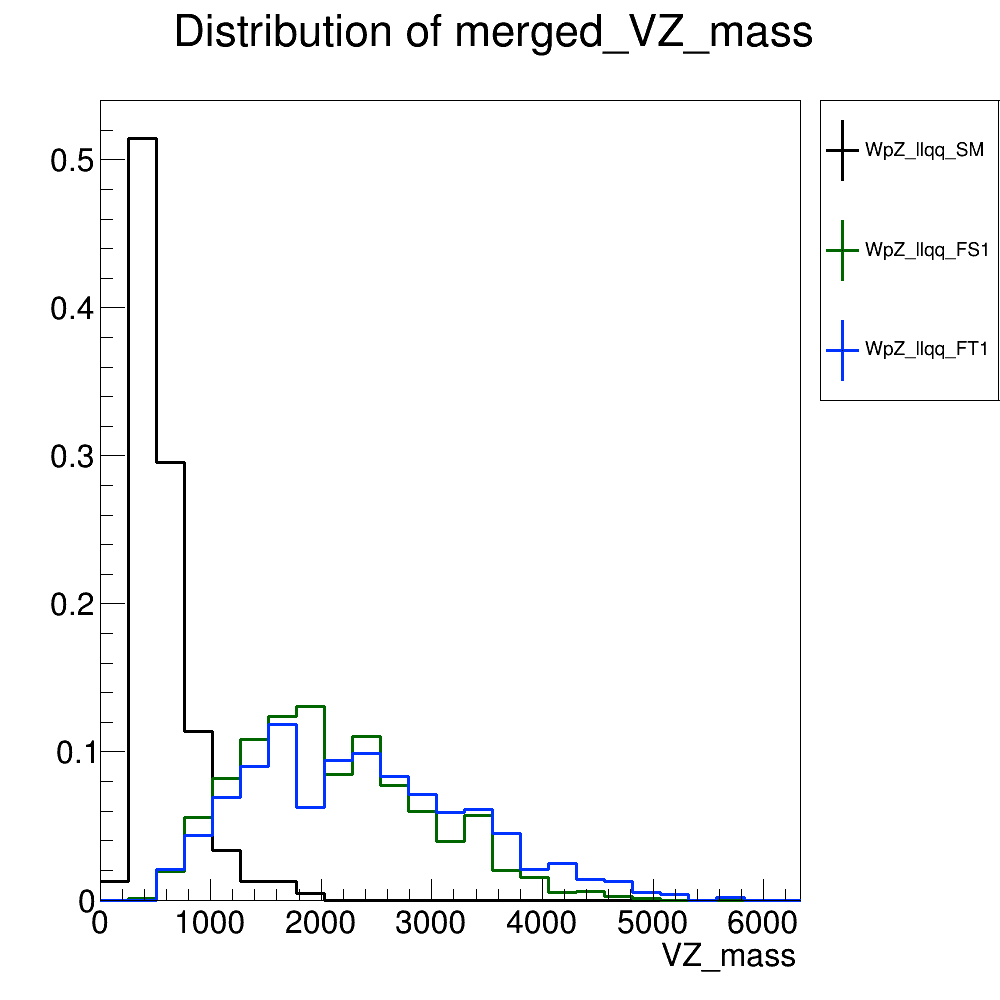 Distribution of merged_VZ_mass
WpZ_llqq_SM
WpZ_llqq_FS1
WpZ_llqq_FT1
0.5
0.4
0.3
0.2
0.1
0
0 1000 2000 3000 4000 5000 6000
VZ_mass